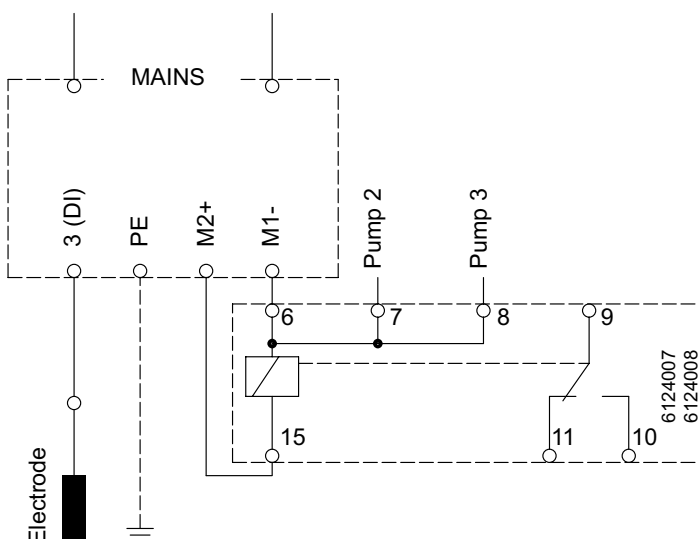 MAINS
3 (DI)
PE
M2+
M1-
Pump 2
Pump 3
6
7
8
9
15
11
10
6124007
6124008
Electrode